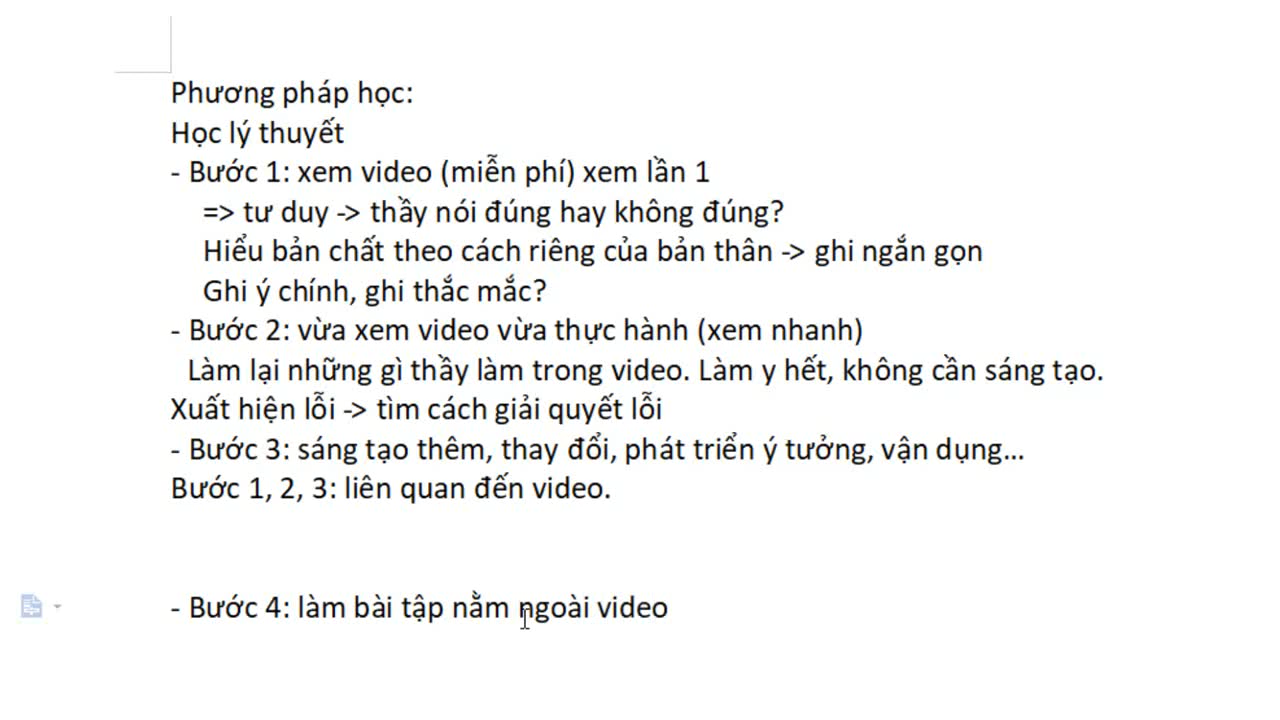 Phương pháp học:
Học lý thuyết
- Bước 1: xem video (miễn phí) xem lần 1
=> tư duy -> thầy nói đúng hay không đúng?
Hiểu bản chất theo cách riêng của bản thân -> ghi ngắn gọn
Ghi ý chính, ghi thắc mắc?
- Bước 2: vừa xem video vừa thực hành (xem nhanh)
Làm lại những gì thầy làm trong video. Làm y hết, không cần sáng tạo.
Xuất hiện lỗi -> tìm cách giải quyết lỗi
- Bước 3: sáng tạo thêm, thay đổi, phát triển ý tưởng, vận dụng...
Bước 1, 2, 3: liên quan đến video.
- Bước 4: làm bài tập nằm ngoài video